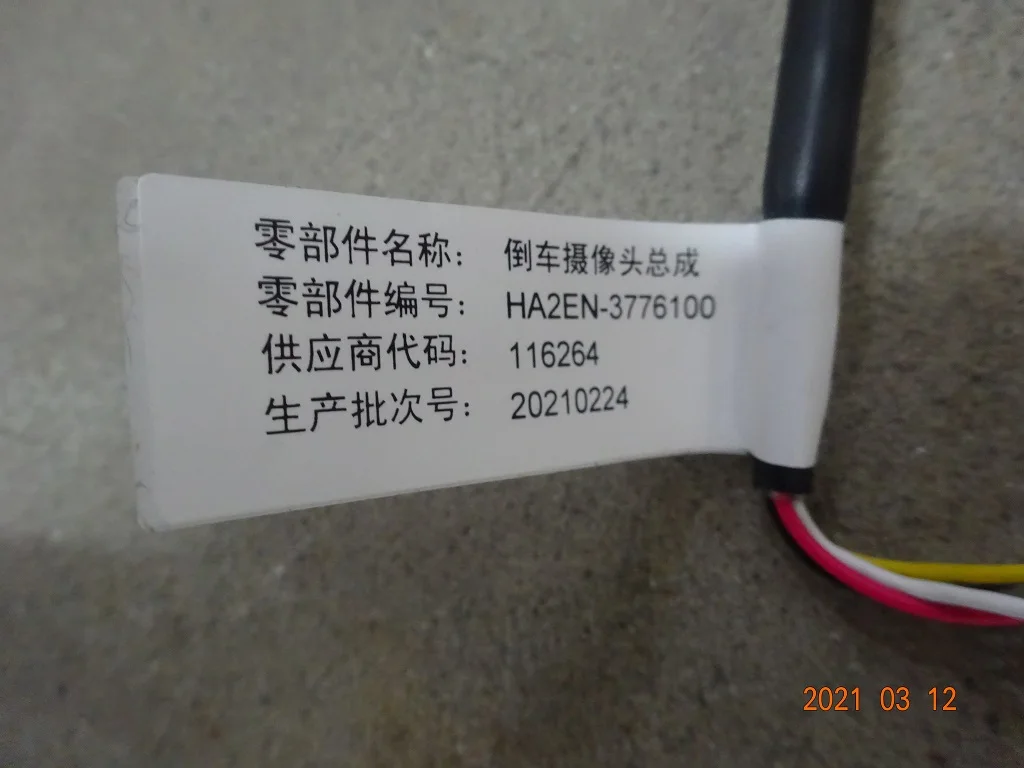 零部件名称： 倒车摄像头总成
零部件编号： HA2EN-3776100
供应商代码： 116264
生产批次号： 20210224
2021 03 12